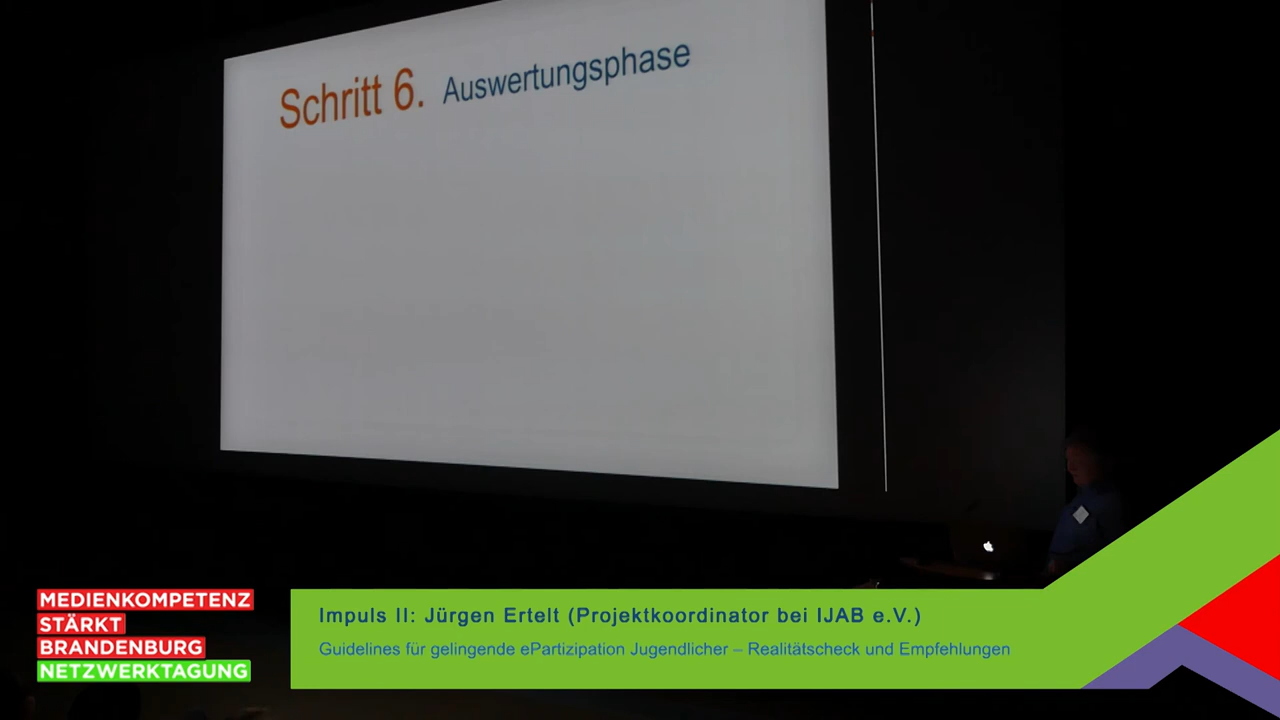 Schritt 6. Auswertungsphase
MEDIENKOMPETENZ
STÄRKT
BRANDENBURG
NETZWERKTAGUNG
Impuls II: Jürgen Ertelt (Projektkoordinator bei IJAB e.V.)
Guidelines für gelingende ePartizipation Jugendlicher – Realitätscheck und Empfehlungen